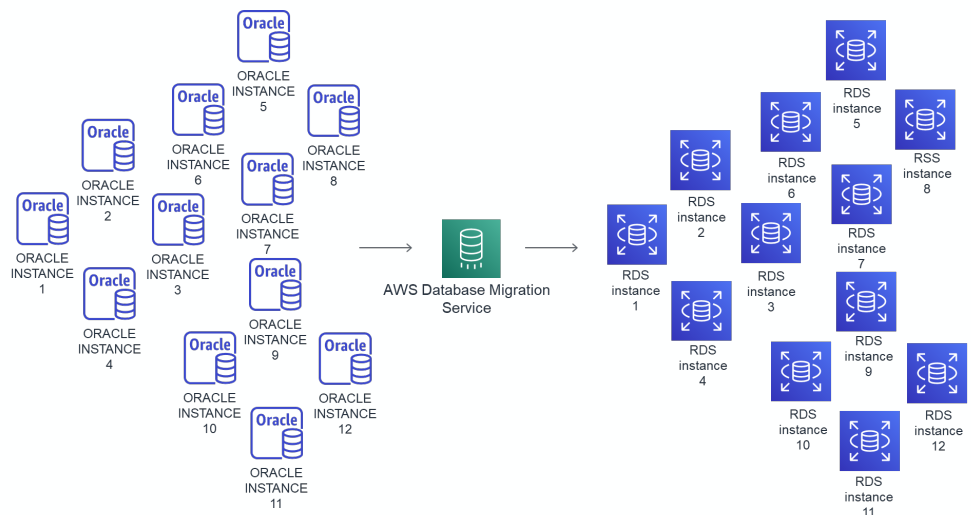 Oracle
ORACLE
INSTANCE
5
Oracle
ORACLE
INSTANCE
6
Oracle
ORACLE
INSTANCE
8
Oracle
ORACLE
INSTANCE
2
Oracle
ORACLE
INSTANCE
7
Oracle
ORACLE
INSTANCE
1
Oracle
ORACLE
INSTANCE
3
Oracle
ORACLE
INSTANCE
4
Oracle
ORACLE
INSTANCE
9
Oracle
ORACLE
INSTANCE
10
Oracle
ORACLE
INSTANCE
12
Oracle
ORACLE
INSTANCE
11
AWS Database Migration
Service
RDS
instance
5
RDS
instance
6
RSS
instance
8
RDS
instance
2
RDS
instance
7
RDS
instance
1
RDS
instance
3
RDS
instance
4
RDS
instance
9
RDS
instance
10
RDS
instance
12
RDS
instance
11